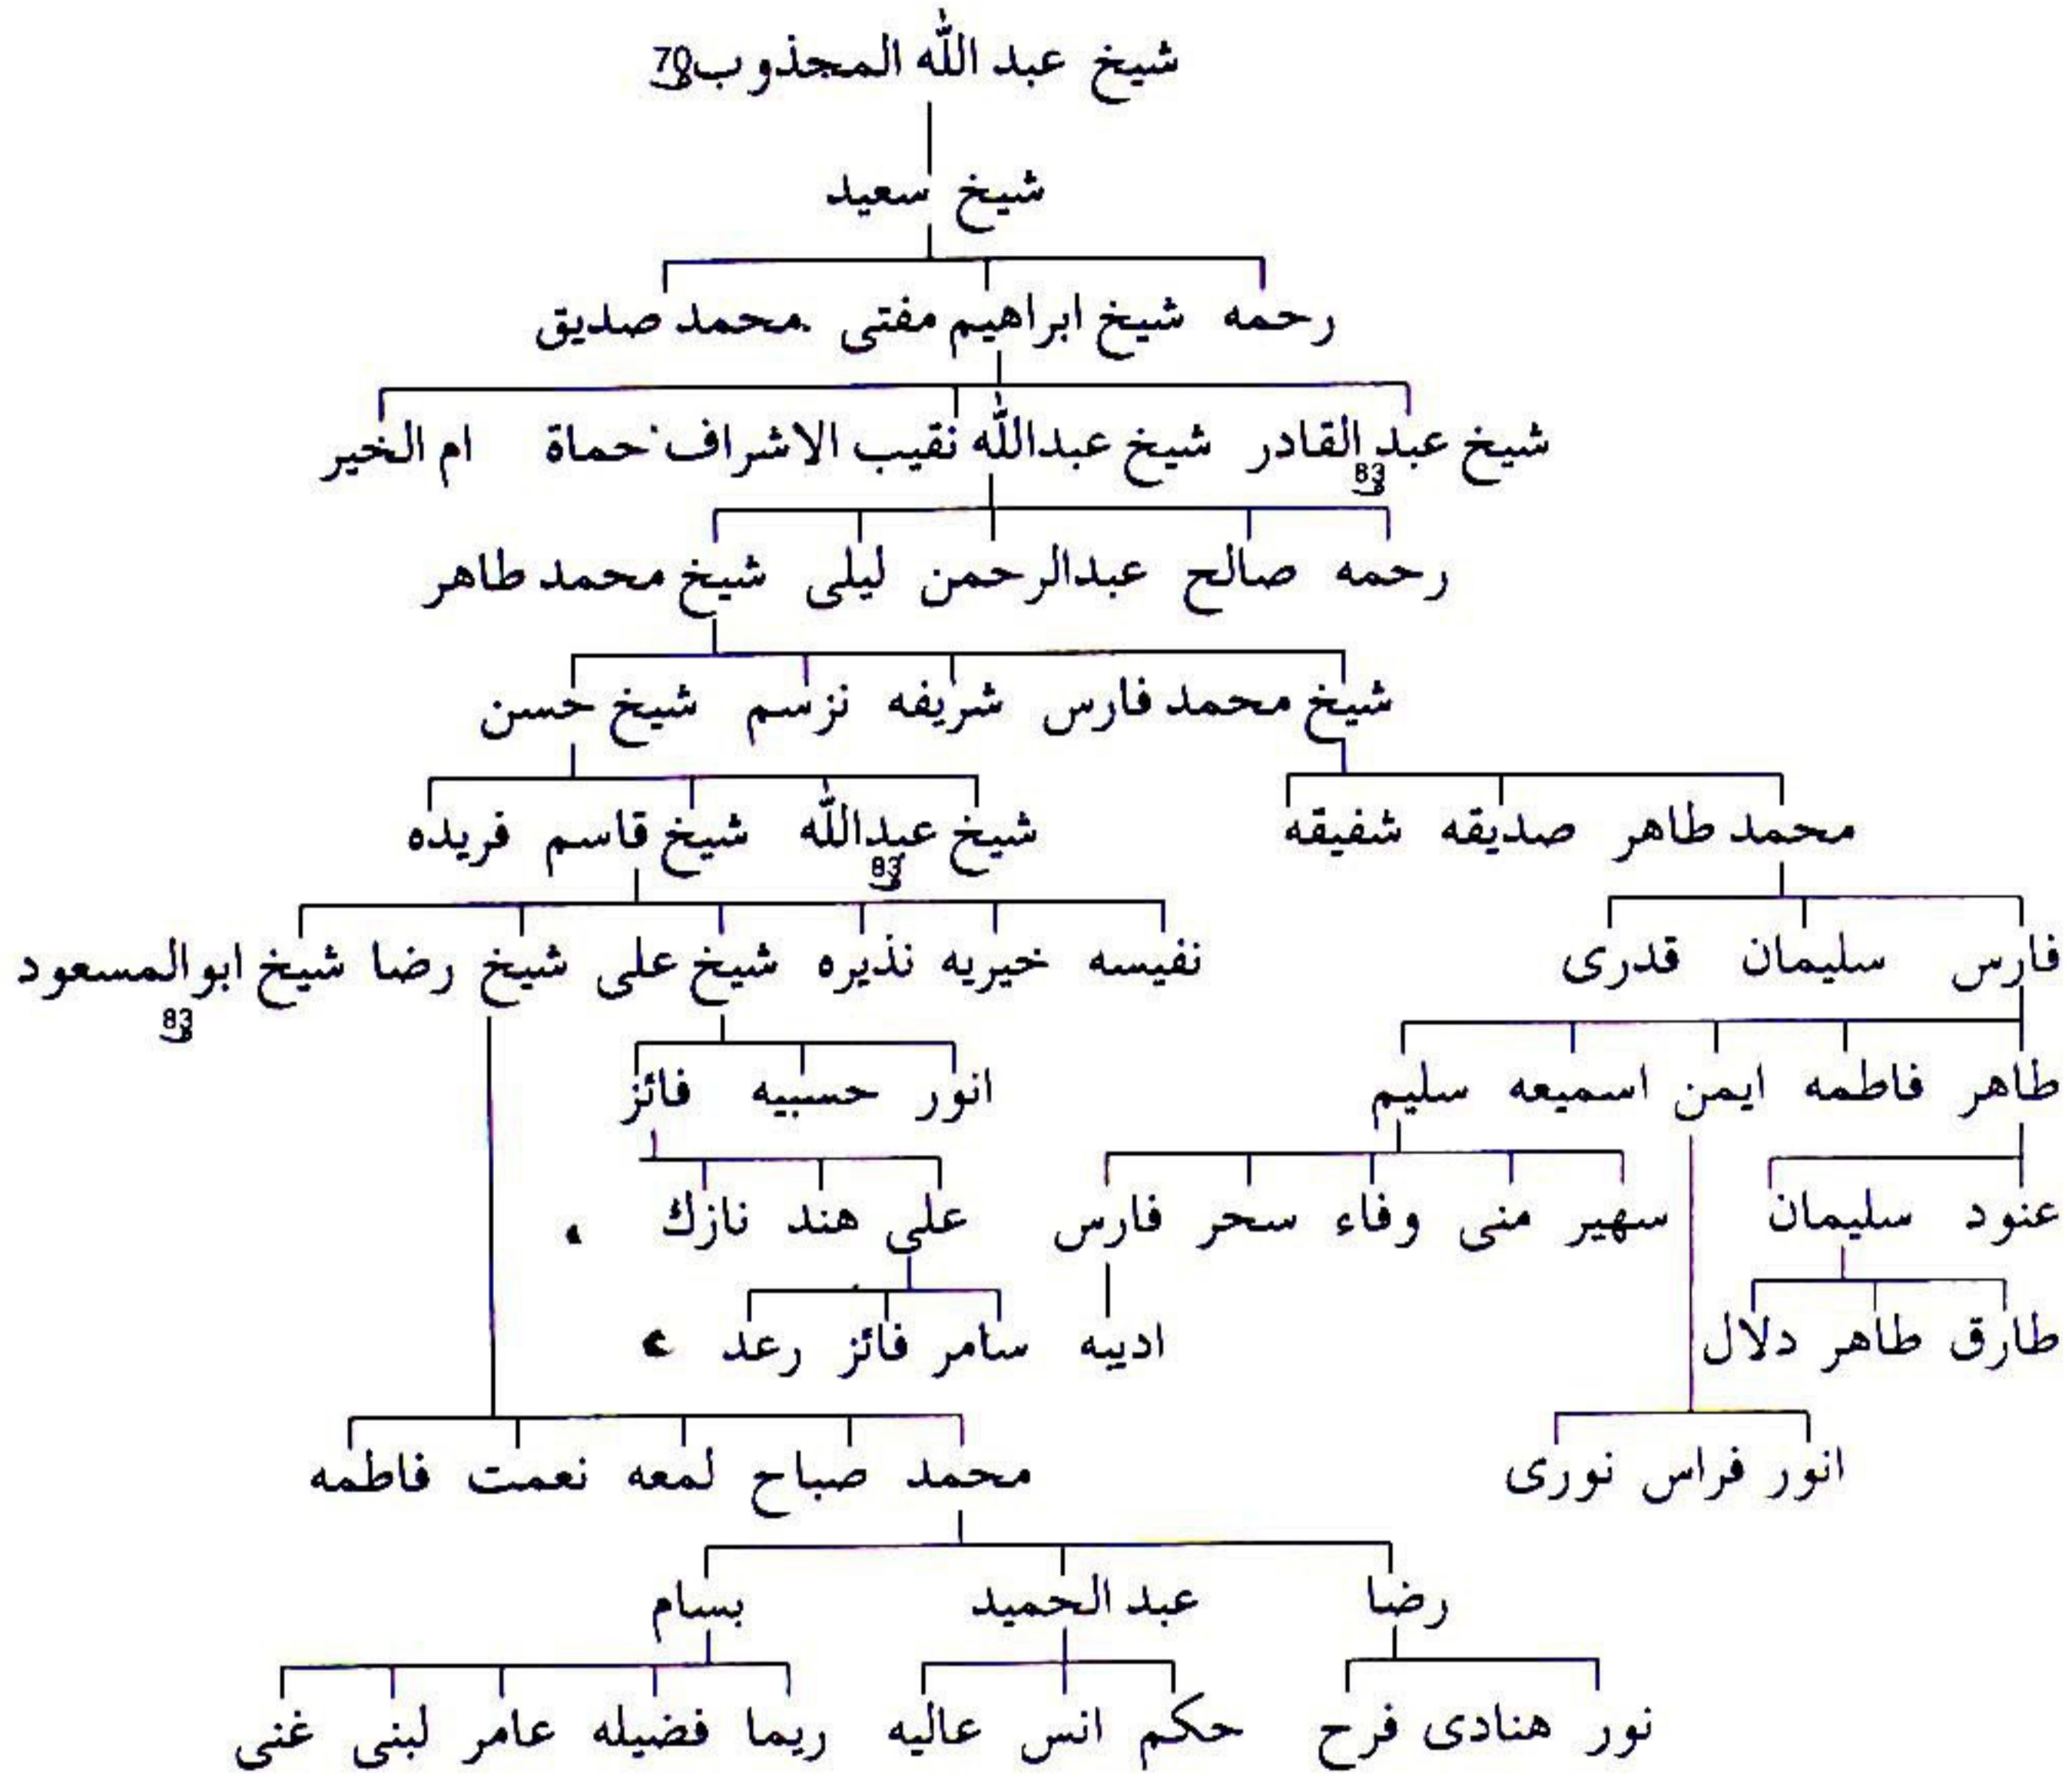 شيخ عبد الله المجذوب ص70
شيخ سعيد
رحمه شيخ ابراهيم مفتى محمد صديق
شيخ عبد القادر شيخ عبدالله نقيب الاشراف حماة ام الخير
ص83
رحمه صالح عبدالرحمن ليلى شيخ محمد طاهر
شيخ محمد فارس شريفه شيخ حسن
محمد طاهر صديقه شفيقه شيخ عبدالله شيخ قاسم فريده
ص83
فارس سليمان قدرى نفيسه خيريه نذيره شيخ على شيخ رضا شيخ ابوالمسعود
ص83
طاهر فاطمه ايمن اسميعه سليم انور حسبيه فائز
عنود سليمان سهير منى وفاء سحر فارس على هند نازك
طارق طاهر دلال اديبه سامر فائز رعد
انور فراس نورى محمد صباح لمعه نعمت فاطمه
رضا عبد الحميد بسام
نور هنادى فرح حكم انس عاليه ريما فضيله عامر لبنى غنى